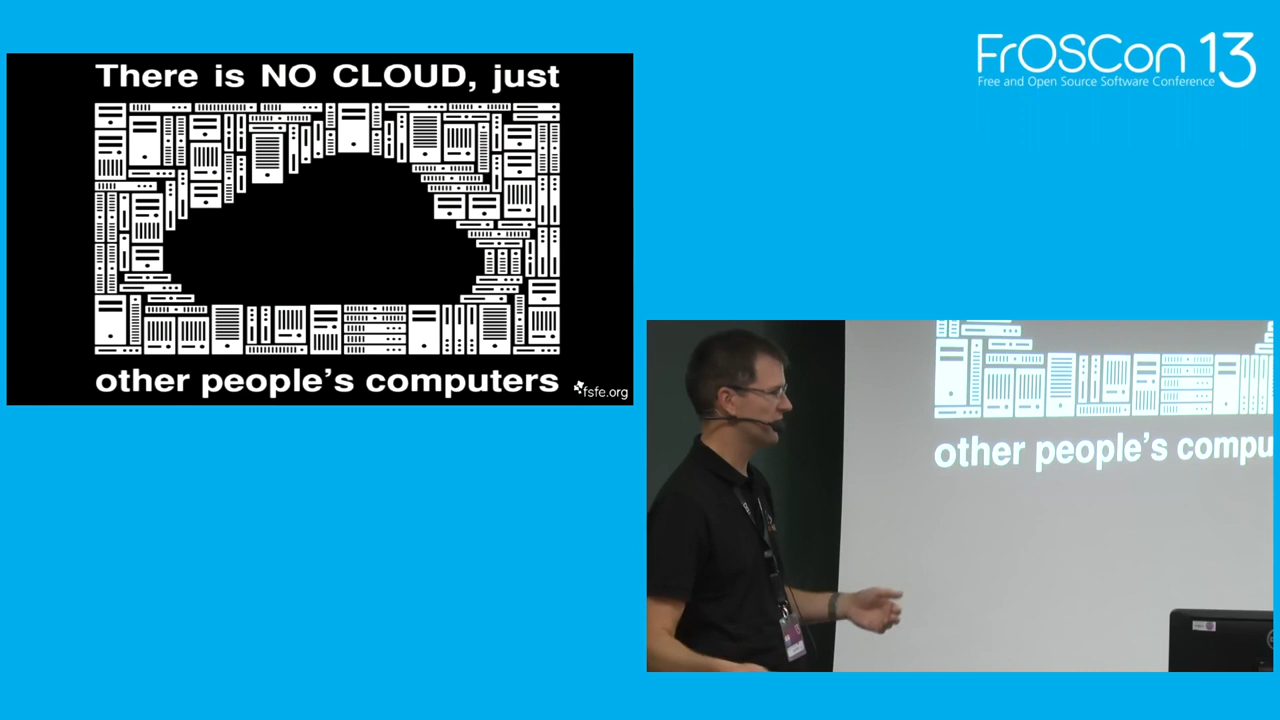 There is NO CLOUD, just
other people's computers
fsfe.org
FrOSCon 13
Free and Open Source Software Conference
other people's compu